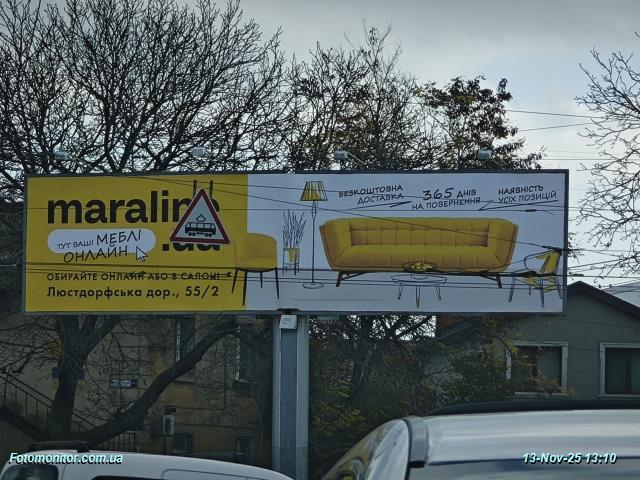 maraline
.ua
ТУТ ВАШІ МЕБЛІ
ОНЛАЙН
ОБИРАЙТЕ ОНЛАЙН АБО В САЛОНІ
Люстдорфська дор., 55/2
БЕЗКОШТОВНА
ДОСТАВКА
365 ДНІВ
НА ПОВЕРНЕННЯ
НАЯВНІСТЬ
УСІХ ПОЗИЦІЙ
Fotomonitor.com.ua
13-Nov-25 13:10